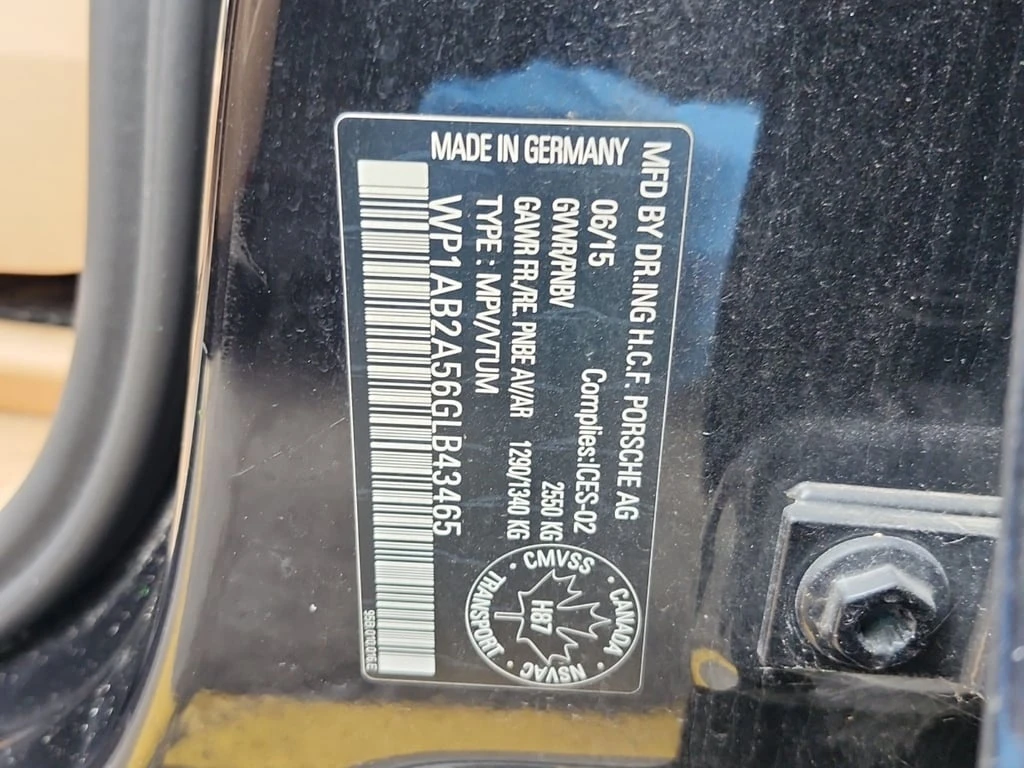 MFD BY DR.ING H.C.F. PORSCHE AG
06/15 Complies:ICES-02
GVWR/PNBV 2550 KG
GAWR FR./RE. PNBE AV/AR 1290/1340 KG
TYPE : MPV/VTUM
WP1AB2A56GLB43465
MADE IN GERMANY
CANADA
CMVSS
TRANSPORT
NSVAC
H87